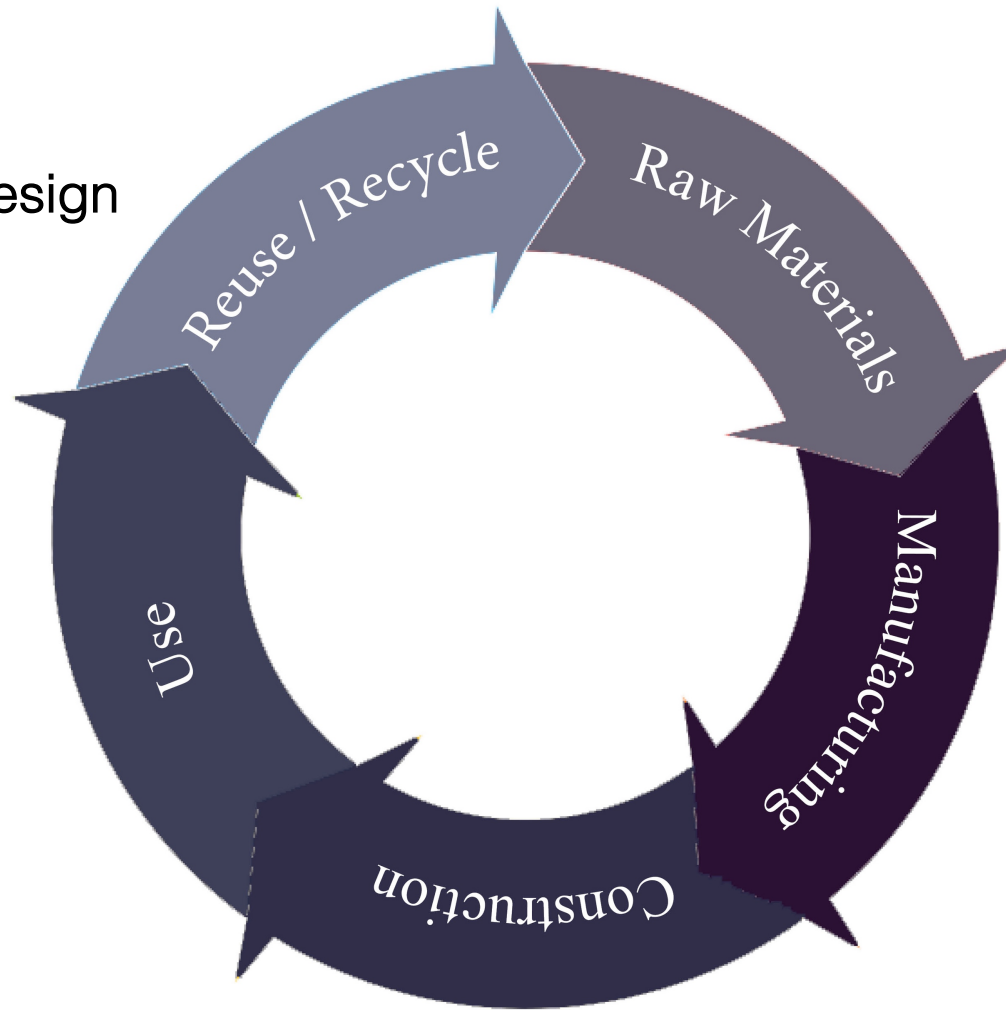 esign
Reuse / Recycle
Raw Materials
Manufacturing
Construction
Use